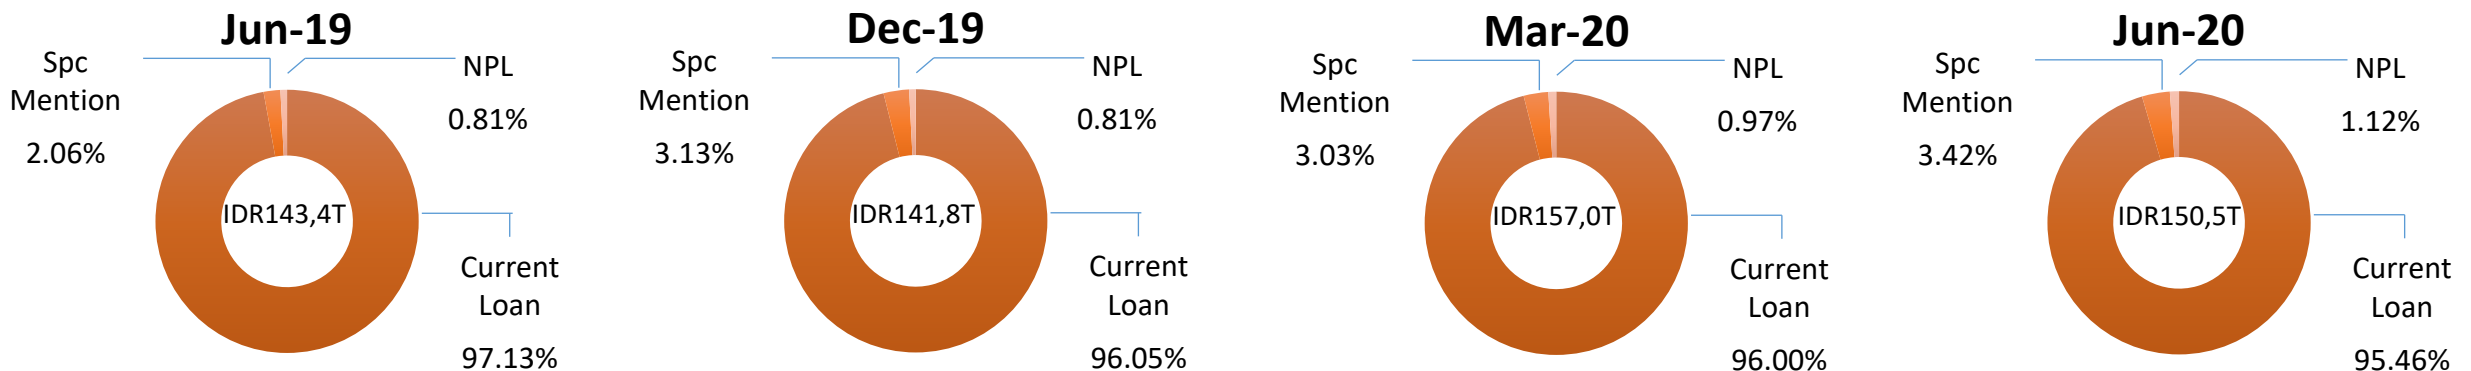 Jun-19
Spc
Mention
2.06%
NPL
0.81%
IDR143,4T
Current
Loan
97.13%
Dec-19
Spc
Mention
3.13%
NPL
0.81%
IDR141,8T
Current
Loan
96.05%
Mar-20
Spc
Mention
3.03%
NPL
0.97%
IDR157,0T
Current
Loan
96.00%
Jun-20
Spc
Mention
3.42%
NPL
1.12%
IDR150,5T
Current
Loan
95.46%